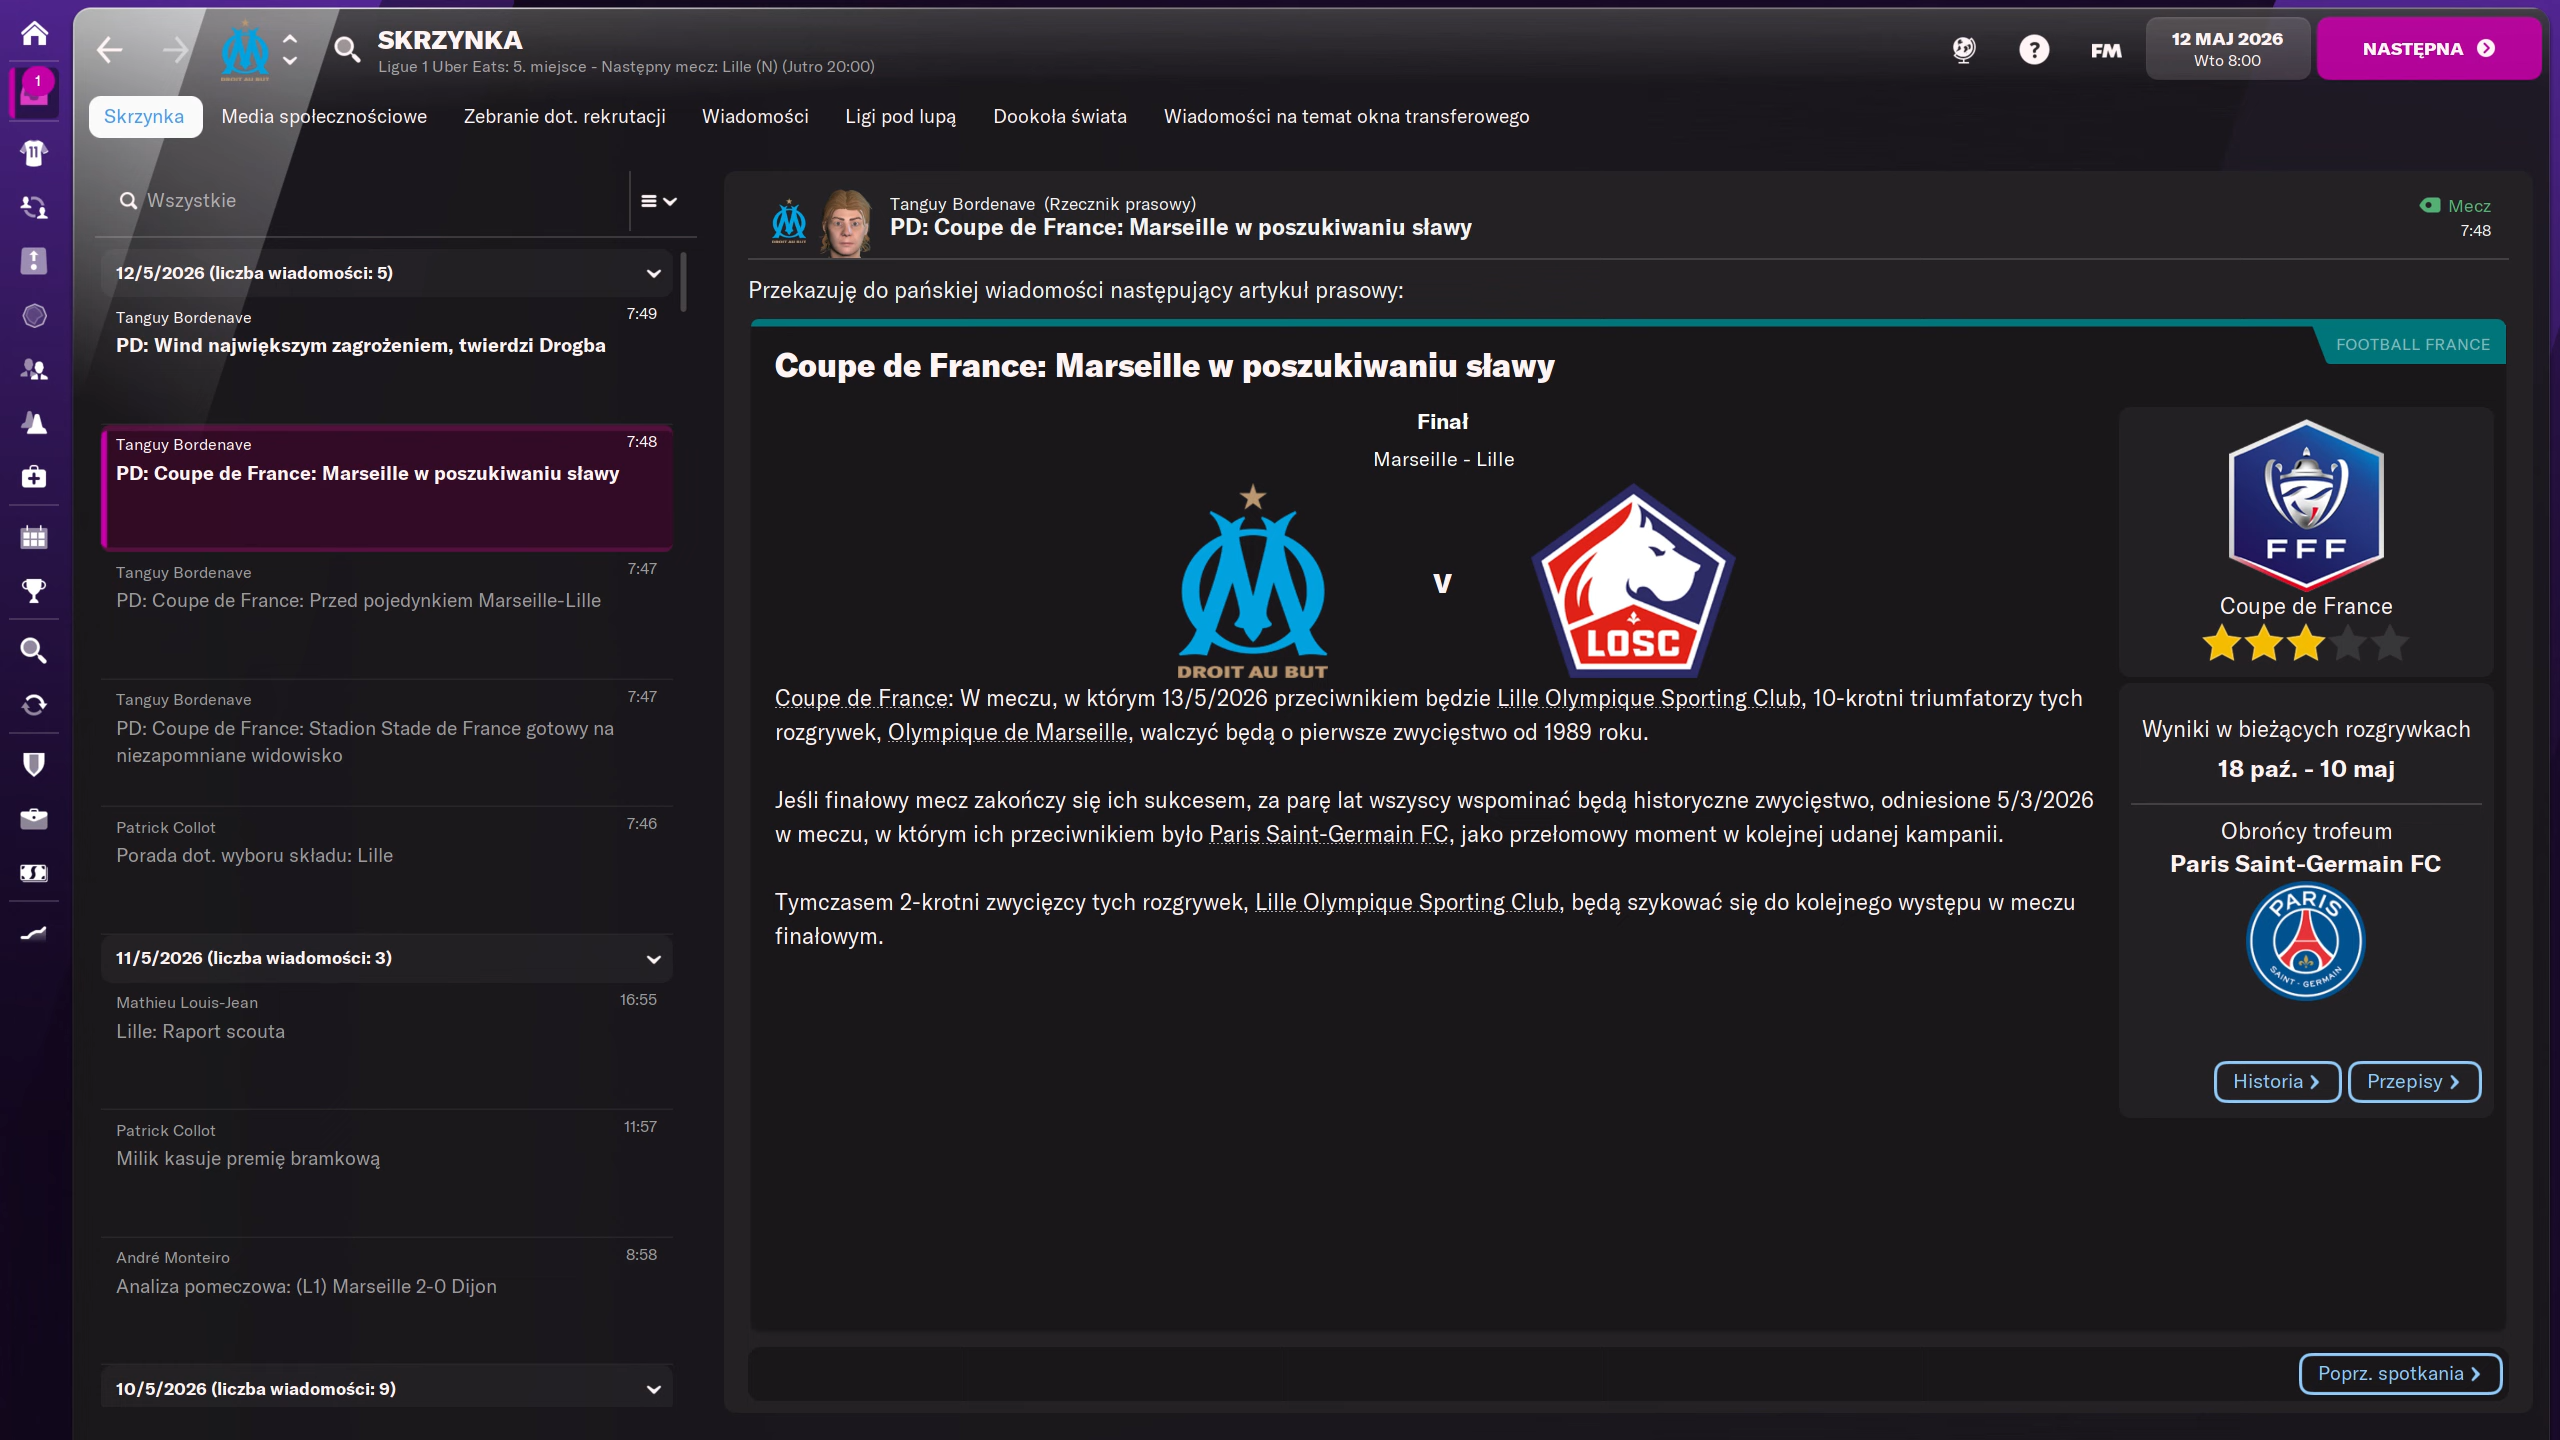 SKRZYNKA
Ligue 1 Uber Eats: 5. miejsce - Następny mecz: Lille (N) (Jutro 20:00)
FM
12 MAJ 2026
Wto 8:00
NASTĘPNA
1
11
Skrzynka
Media społecznościowe
Zebranie dot. rekrutacji
Wiadomości
Ligi pod lupą
Dookoła świata
Wiadomości na temat okna transferowego
Wszystkie
12/5/2026 (liczba wiadomości: 5)
Tanguy Bordenave
7:49
PD: Wind największym zagrożeniem, twierdzi Drogba
Tanguy Bordenave
7:48
PD: Coupe de France: Marseille w poszukiwaniu sławy
Tanguy Bordenave
7:47
PD: Coupe de France: Przed pojedynkiem Marseille-Lille
Tanguy Bordenave
7:47
PD: Coupe de France: Stadion Stade de France gotowy na
niezapomniane widowisko
Patrick Collot
7:46
Porada dot. wyboru składu: Lille
11/5/2026 (liczba wiadomości: 3)
Mathieu Louis-Jean
16:55
Lille: Raport scouta
Patrick Collot
11:57
Milik kasuje premię bramkową
André Monteiro
8:58
Analiza pomeczowa: (L1) Marseille 2-0 Dijon
10/5/2026 (liczba wiadomości: 9)
Tanguy Bordenave (Rzecznik prasowy)
PD: Coupe de France: Marseille w poszukiwaniu sławy
Mecz
7:48
Przekazuję do pańskiej wiadomości następujący artykuł prasowy:
FOOTBALL FRANCE
Coupe de France: Marseille w poszukiwaniu sławy
Finał
Marseille - Lille
DROIT AU BUT
v
LOSC
Coupe de France: W meczu, w którym 13/5/2026 przeciwnikiem będzie Lille Olympique Sporting Club, 10-krotni triumfatorzy tych
rozgrywek, Olympique de Marseille, walczyć będą o pierwsze zwycięstwo od 1989 roku.
Jeśli finałowy mecz zakończy się ich sukcesem, za parę lat wszyscy wspominać będą historyczne zwycięstwo, odniesione 5/3/2026
w meczu, w którym ich przeciwnikiem było Paris Saint-Germain FC, jako przełomowy moment w kolejnej udanej kampanii.
Tymczasem 2-krotni zwycięzcy tych rozgrywek, Lille Olympique Sporting Club, będą szykować się do kolejnego występu w meczu
finałowym.
FFF
Coupe de France
Wyniki w bieżących rozgrywkach
18 paź. - 10 maj
Obrońcy trofeum
Paris Saint-Germain FC
PARIS
SAINT-GERMAIN
Historia
Przepisy
Poprz. spotkania